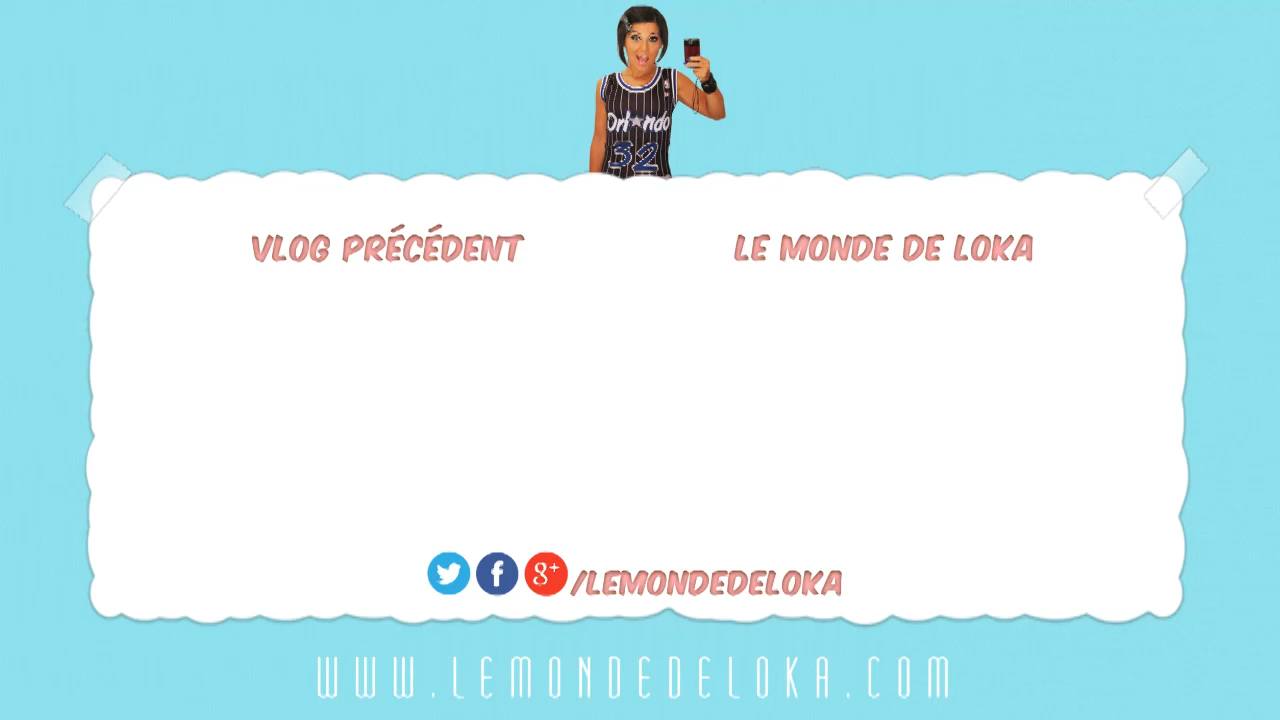 Orlando
32
VLOG PRÉCÉDENT
LE MONDE DE LOKA
/LEMONDEDELOKA
WWW.LEMONDEDELOKA.COM